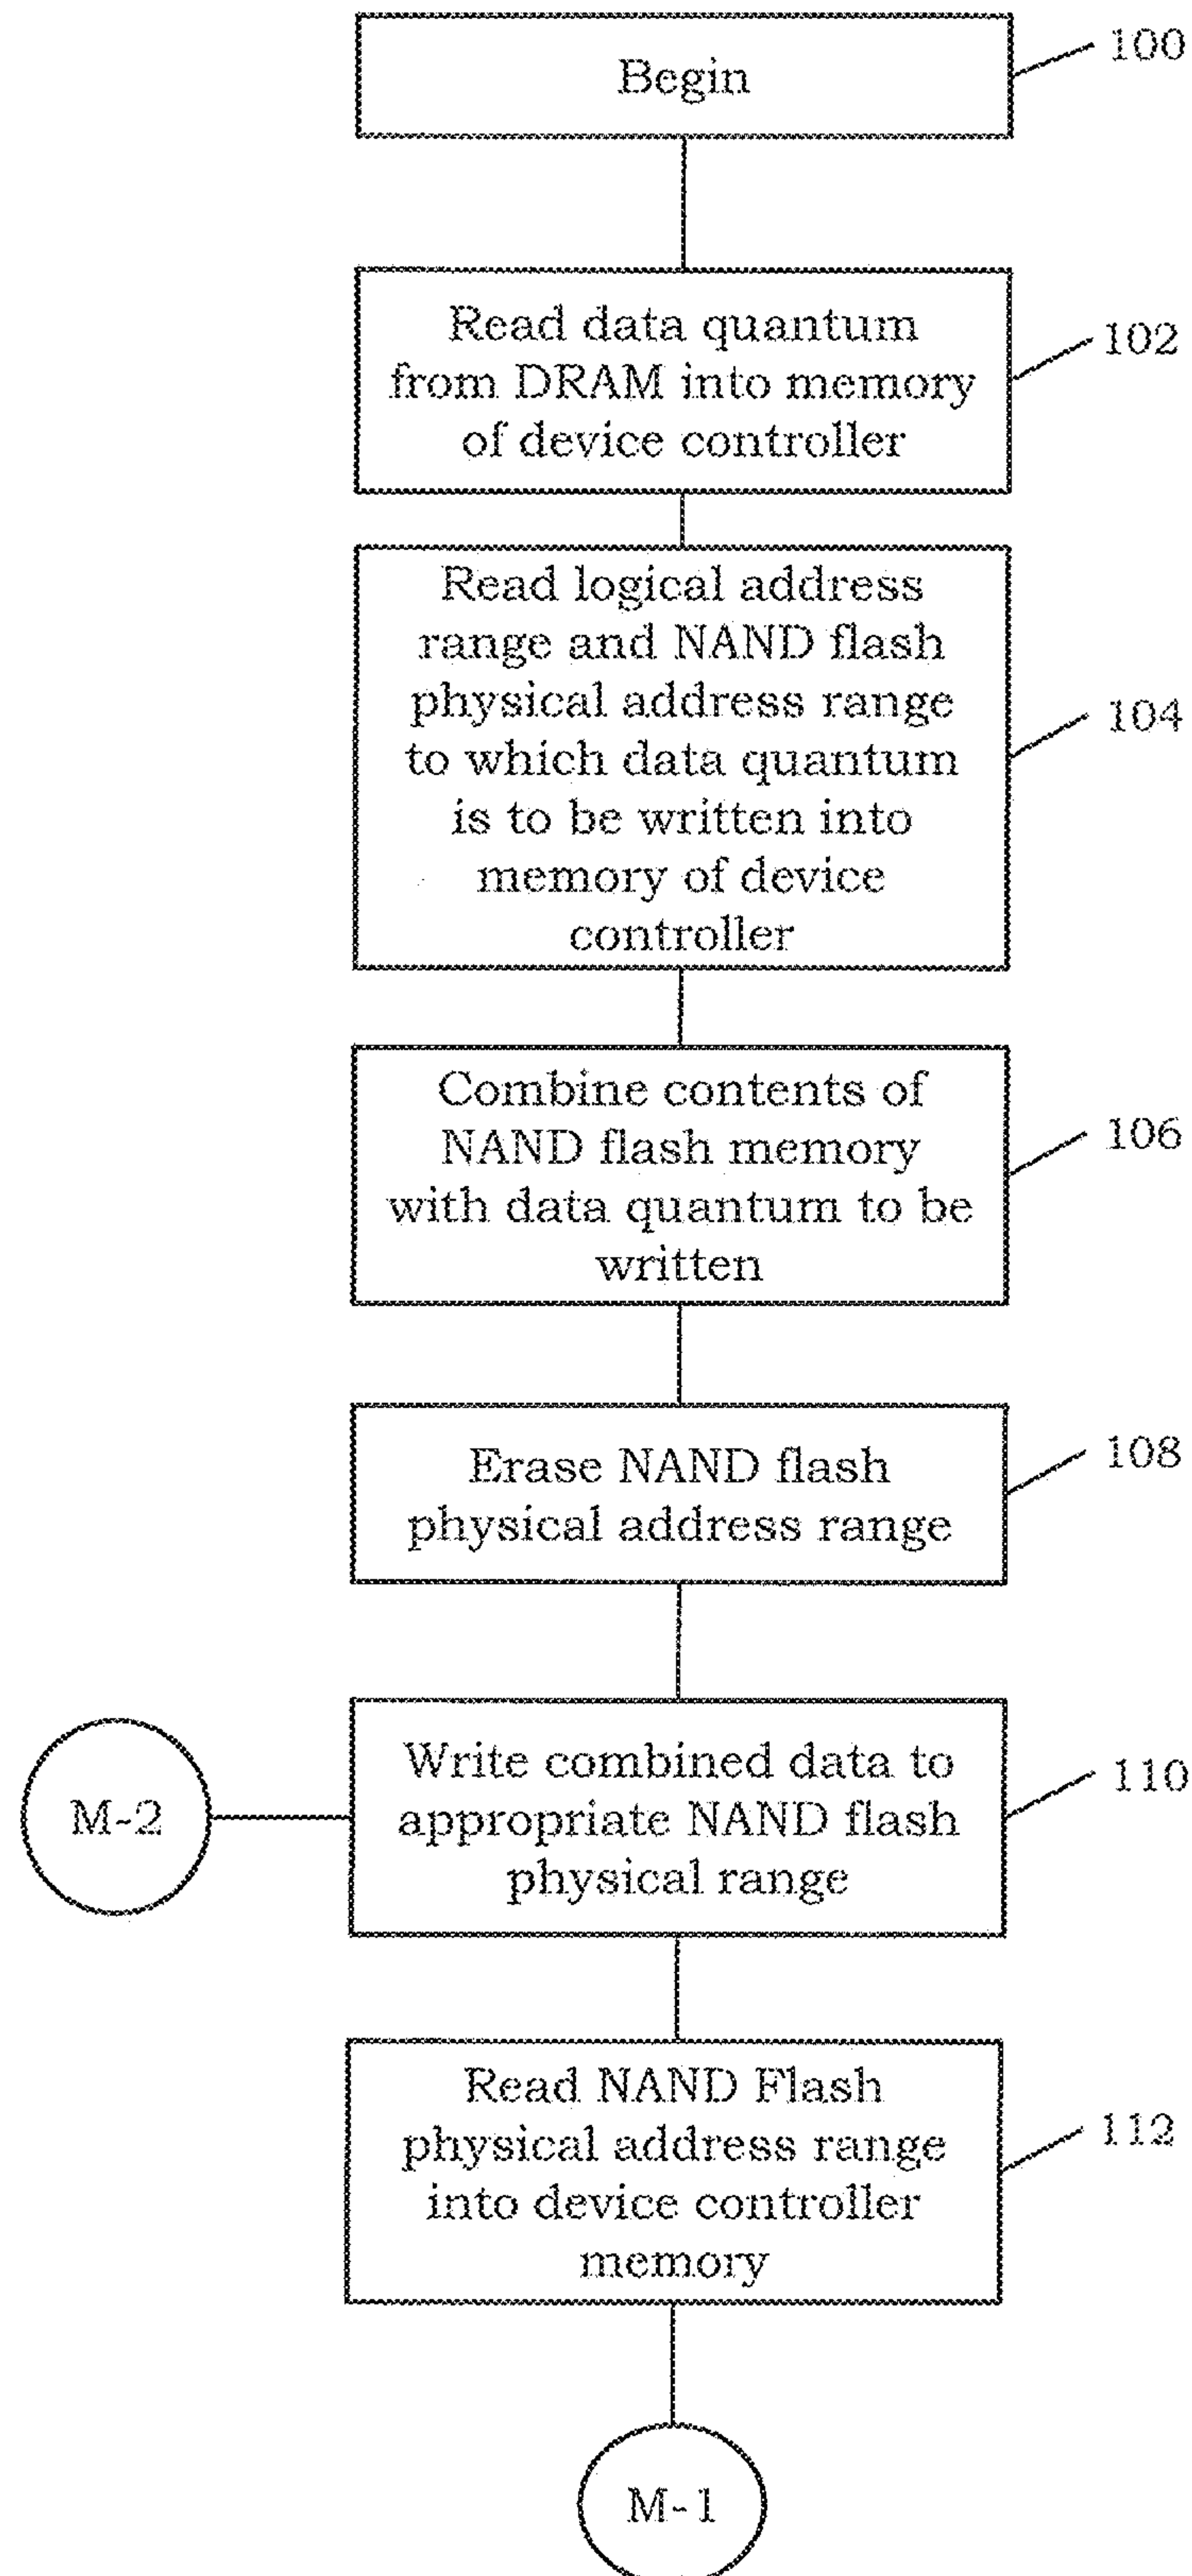 Begin
100
Read data quantum
from DRAM into memory
of device controller
102
Read logical address
range and NAND flash
physical address range
to which data quantum
is to be written into
memory of device
controller
104
Combine contents of
NAND flash memory
with data quantum to be
written
106
Erase NAND flash
physical address range
108
M-2
Write combined data to
appropriate NAND flash
physical range
110
Read NAND Flash
physical address range
into device controller
memory
112
M-1